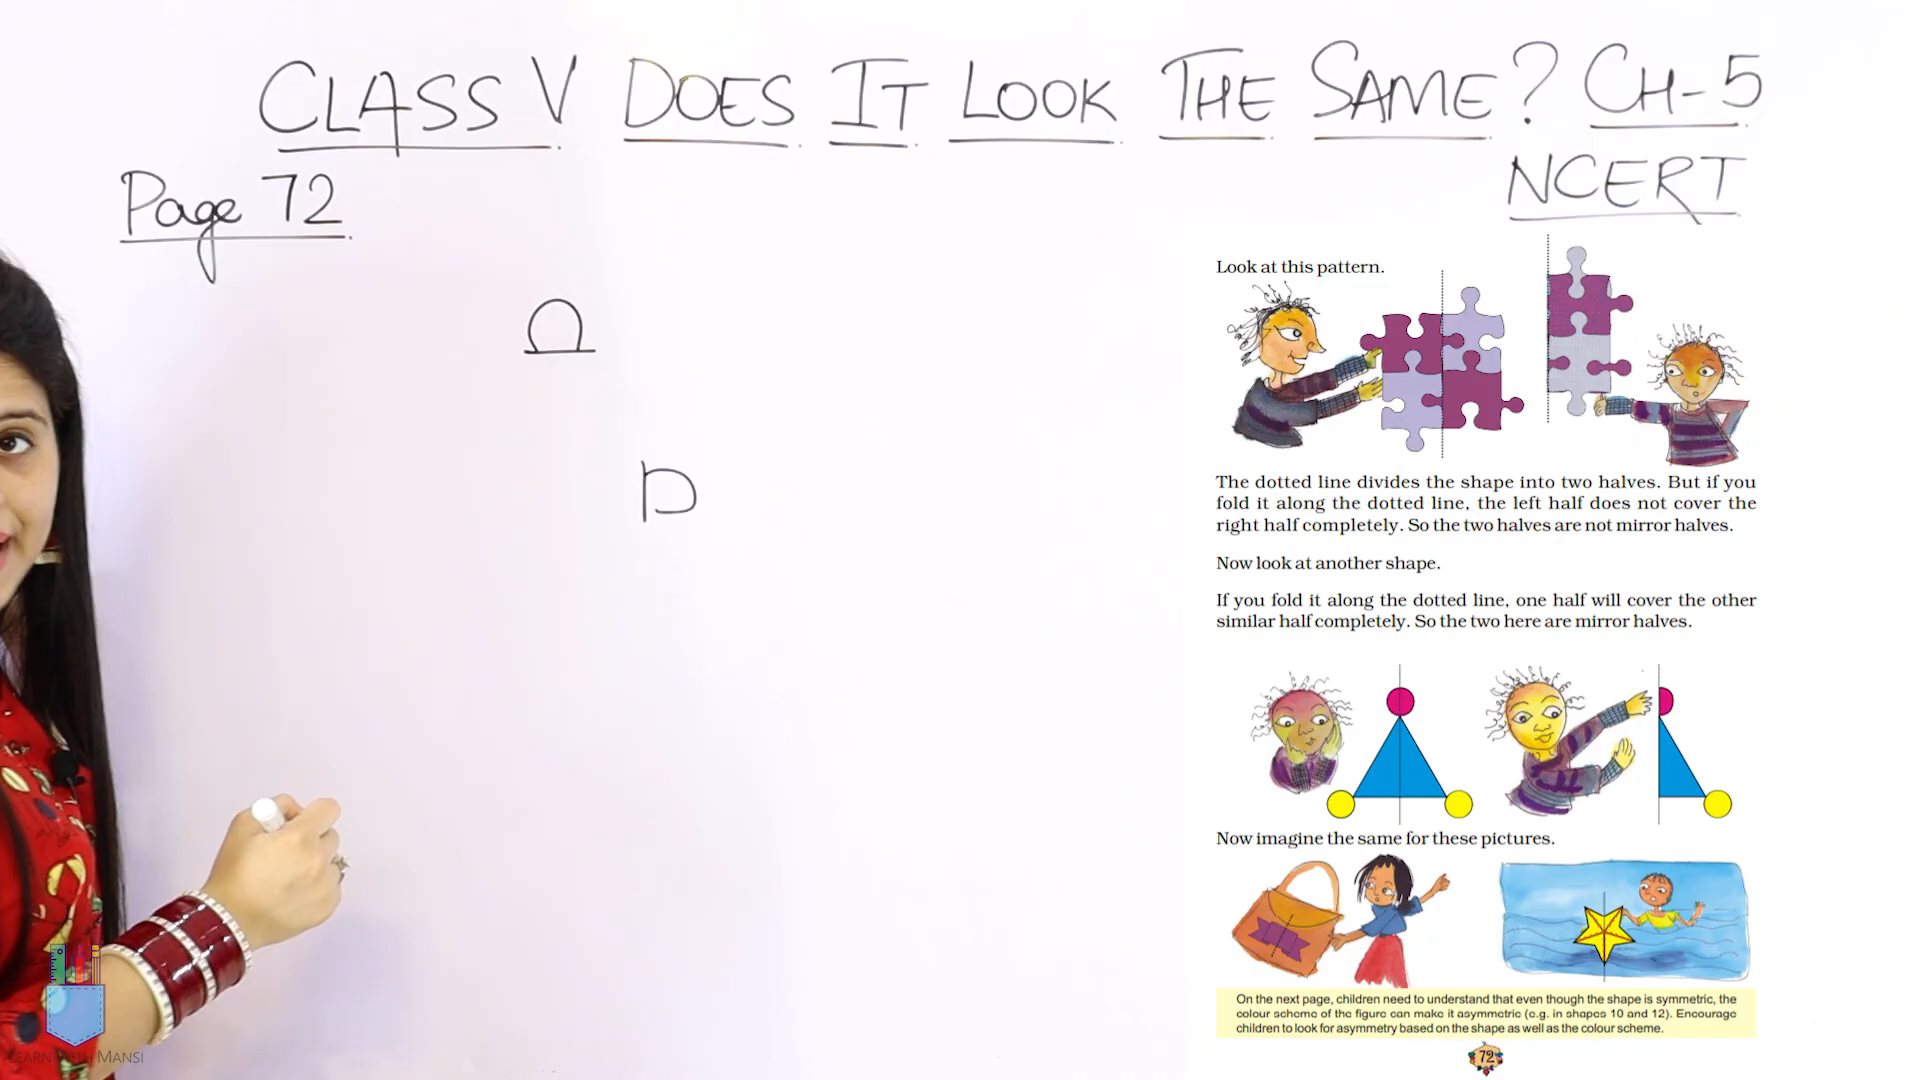 CLASS V DOES IT LOOK THE SAME? CH-5
NCERT
Page 72
D
Look at this pattern.
The dotted line divides the shape into two halves. But if you
fold it along the dotted line, the left half does not cover the
right half completely. So the two halves are not mirror halves.
Now look at another shape.
If you fold it along the dotted line, one half will cover the other
similar half completely. So the two here are mirror halves.
Now imagine the same for these pictures.
On the next page, children need to understand that even though the shape is symmetric, the
colour scheme of the figure can make it asymmetric (e.g. in shapes 10 and 12). Encourage
children to look for asymmetry based on the shape as well as the colour scheme.
72
LEARN WITH MANSI